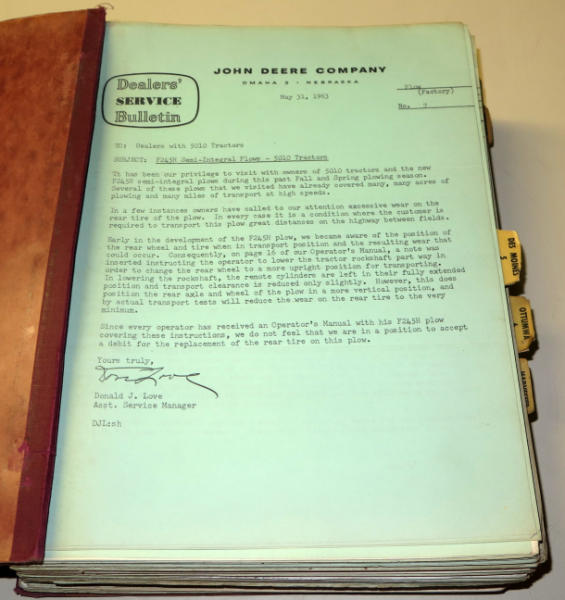 JOHN DEERE COMPANY
OMAHA 2 · NEBRASKA
Dealers'
SERVICE
Bulletin
May 31, 1963
Plow
(Factory)
No.
TO: Dealers with 5010 Tractors
SUBJECT: F245H Semi-Integral Plows - 5010 Tractors
It has been our privilege to visit with owners of 5010 tractors and the new
F245H semi-integral plows during this past Fall and Spring plowing season.
Several of these plows that we visited have already covered many, many acres of
plowing and many miles of transport at high speeds.
In a few instances owners have called to our attention excessive wear on the
rear tire of the plow. In every case it is a condition where the customer is
required to transport this plow great distances on the highway between fields.
Early in the development of the F245H plow, we became aware of the position of
the rear wheel and tire when in transport position and the resulting wear that
could occur. Consequently, on page 16 of our Operator's Manual, a note was
inserted instructing the operator to lower the tractor rockshaft part way in
order to change the rear wheel to a more upright position for transporting.
In lowering the rockshaft, the remote cylinders are left in their fully extended
position and transport clearance is reduced only slightly. However, this does
position the rear axle and wheel of the plow in a more vertical position, and
by actual transport tests will reduce the wear on the rear tire to the very
minimum.
Since every operator has received an Operator's Manual with his F245H plow
covering these instructions, we do not feel that we are in a position to accept
a debit for the replacement of the rear tire on this plow.
Yours truly,
Don Love
Donald J. Love
Asst. Service Manager
DJL:sh
DES MOINES
5
OTTUMWA